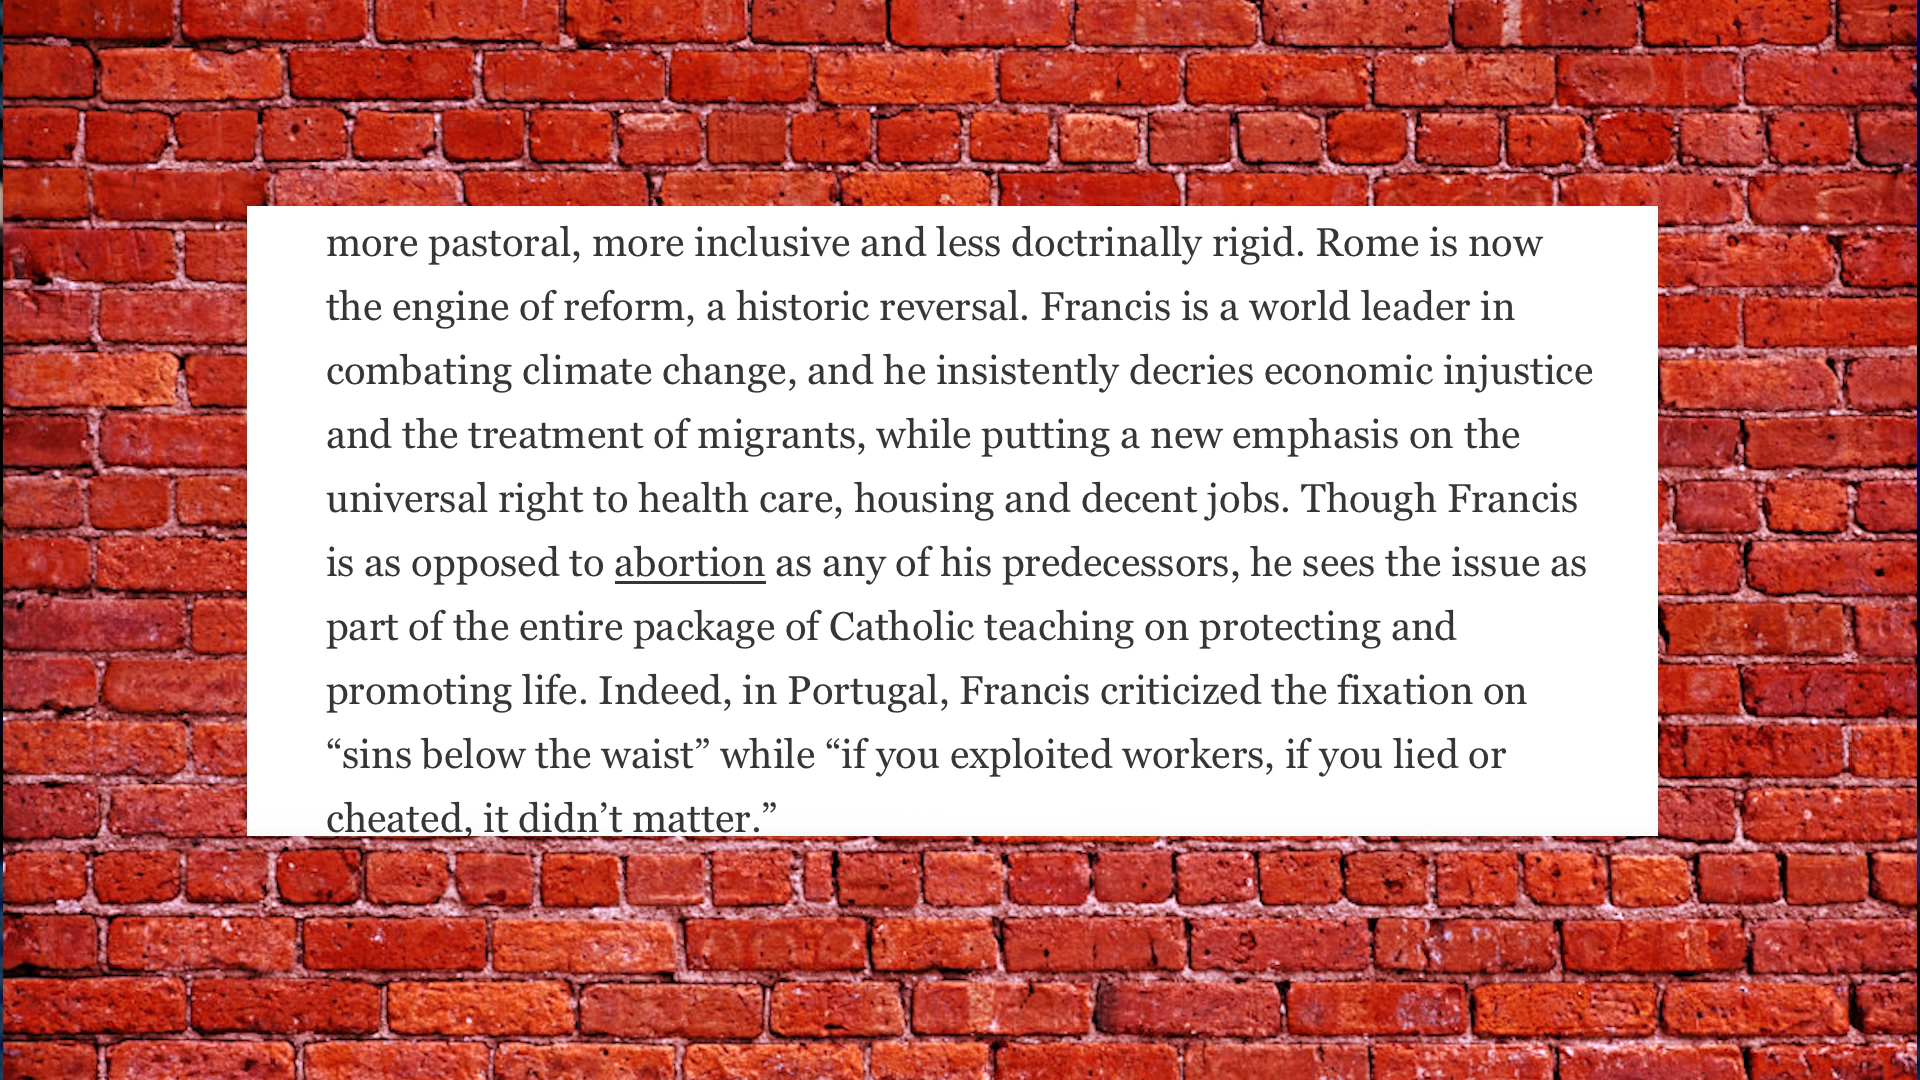 more pastoral, more inclusive and less doctrinally rigid. Rome is now
the engine of reform, a historic reversal. Francis is a world leader in
combating climate change, and he insistently decries economic injustice
and the treatment of migrants, while putting a new emphasis on the
universal right to health care, housing and decent jobs. Though Francis
is as opposed to abortion as any of his predecessors, he sees the issue as
part of the entire package of Catholic teaching on protecting and
promoting life. Indeed, in Portugal, Francis criticized the fixation on
“sins below the waist” while “if you exploited workers, if you lied or
cheated, it didn’t matter.”